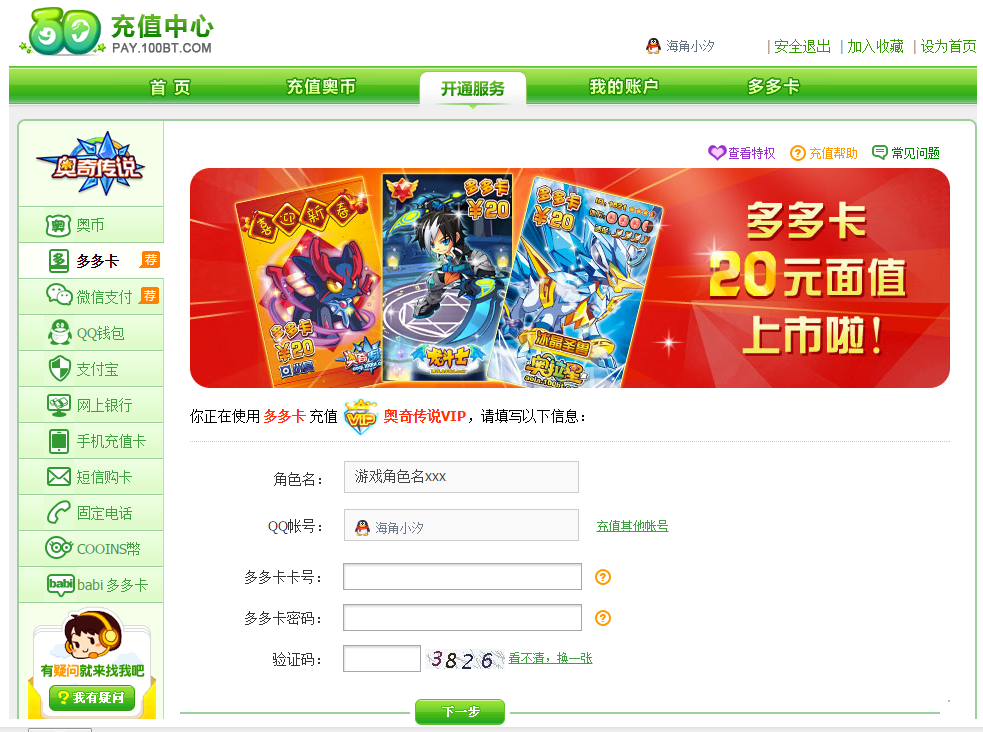 充值中心
PAY.100BT.COM
海角小汐 | 安全退出 | 加入收藏 | 设为首页
首 页 充值奥币 开通服务 我的账户 多多卡
奥奇传说
奥币
多多卡 荐
微信支付 荐
QQ钱包
支付宝
网上银行
手机充值卡
短信购卡
固定电话
COOINS幣
babi babi 多多卡
有疑问就来找我吧
? 我有疑问
查看特权 ? 充值帮助 常见问题
喜迎新春
多多卡
¥20
多多卡
¥20
龙斗士
多多卡
¥20
冰晶圣兽
奥拉星
多多卡
20元面值
上市啦!
你正在使用 多多卡 充值 VIP 奥奇传说VIP，请填写以下信息：
角色名： 游戏角色名xxx
QQ帐号： 海角小汐 充值其他帐号
多多卡卡号： ?
多多卡密码： ?
验证码： 3826 看不清，换一张
下一步